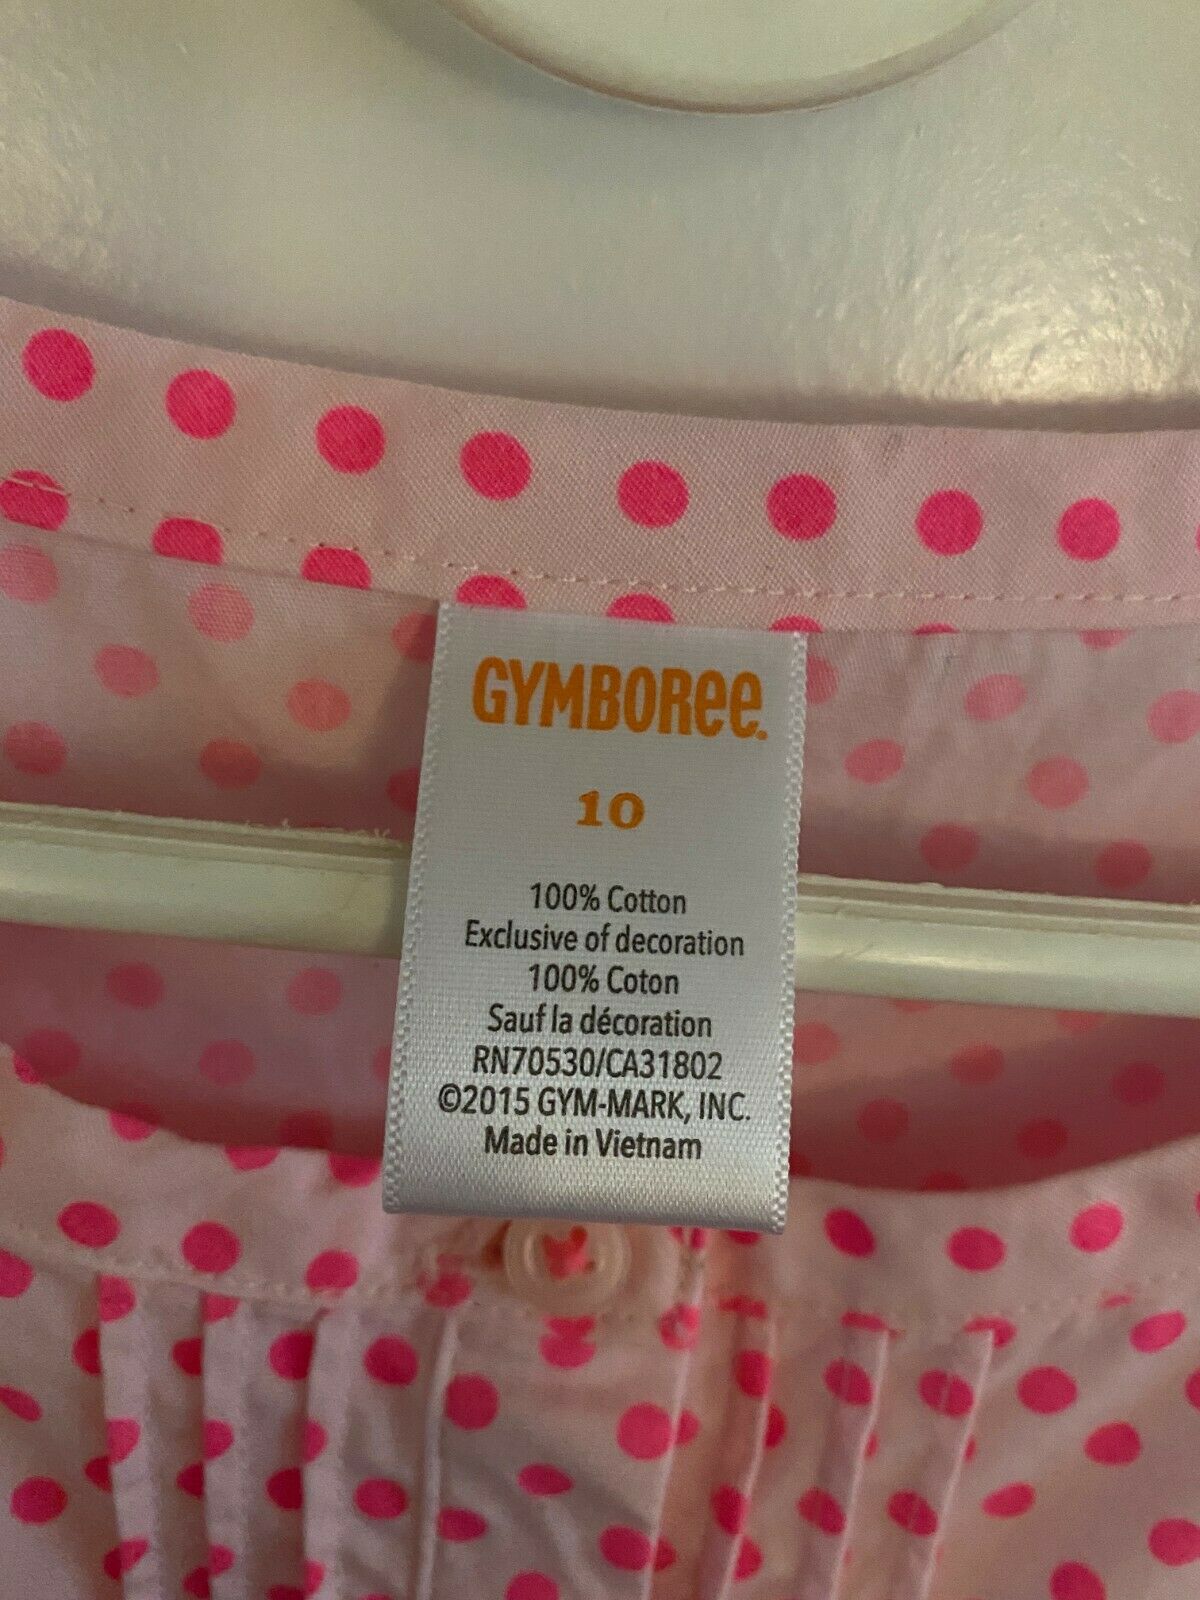 GYMBOREE.
10
100% Cotton
Exclusive of decoration
100% Coton
Sauf la décoration
RN70530/CA31802
©2015 GYM-MARK, INC.
Made in Vietnam